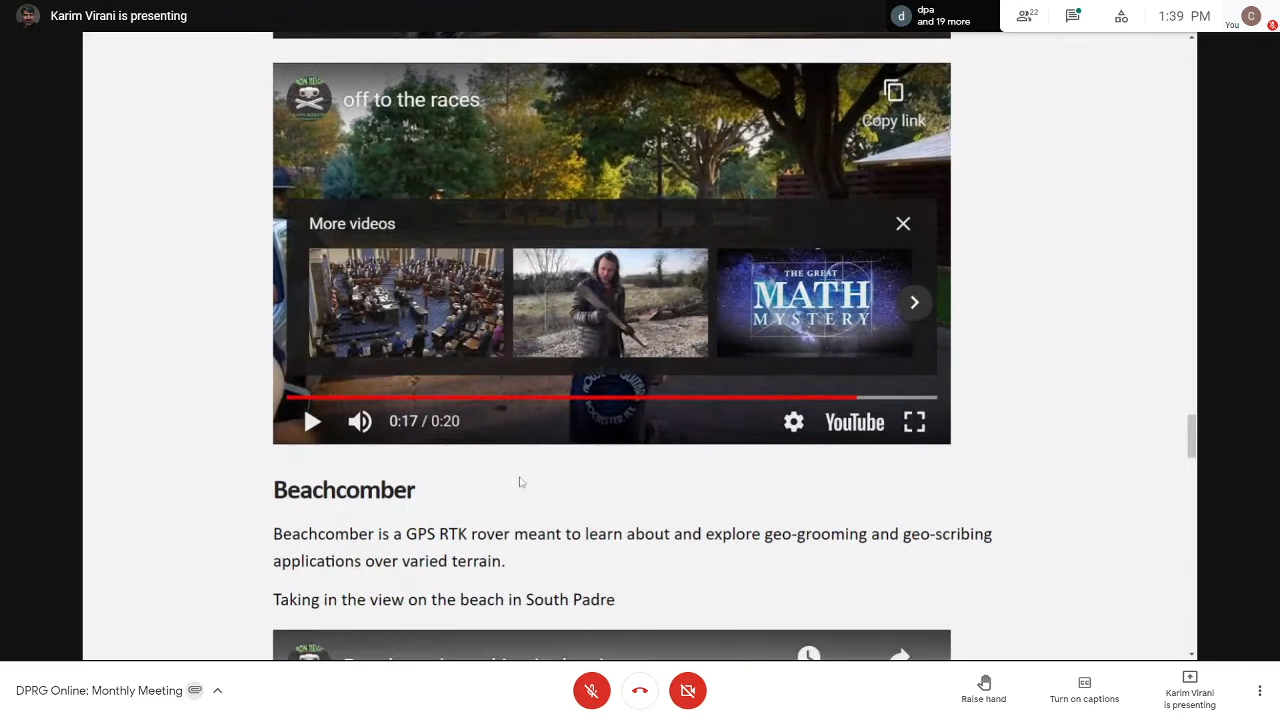 Karim Virani is presenting
d
dpa
and 19 more
22
1:39 PM
C
You
RON REIG
off to the races
Copy link
More videos
THE GREAT
MATH
MYSTERY
0:17 / 0:20
YouTube
Beachcomber
Beachcomber is a GPS RTK rover meant to learn about and explore geo-grooming and geo-scribing
applications over varied terrain.
Taking in the view on the beach in South Padre
DPRG Online: Monthly Meeting
Raise hand
CC
Turn on captions
Karim Virani
is presenting